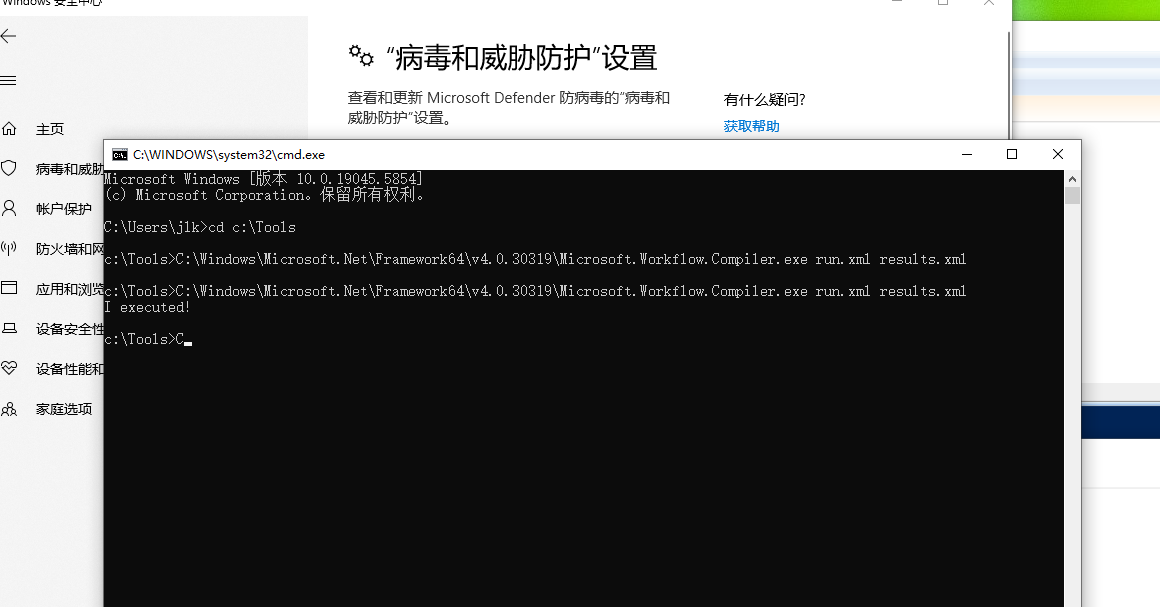 Windows 安全中心
“病毒和威胁防护”设置
查看和更新 Microsoft Defender 防病毒的“病毒和
威胁防护”设置。
有什么疑问?
获取帮助
主页
病毒和威胁
帐户保护
防火墙和网
应用和浏览
设备安全性
设备性能和
家庭选项
C:\WINDOWS\system32\cmd.exe
Microsoft Windows [版本 10.0.19045.5854]
(c) Microsoft Corporation。保留所有权利。
C:\Users\j1k>cd c:\Tools
c:\Tools>C:\Windows\Microsoft.Net\Framework64\v4.0.30319\Microsoft.Workflow.Compiler.exe run.xml results.xml
c:\Tools>C:\Windows\Microsoft.Net\Framework64\v4.0.30319\Microsoft.Workflow.Compiler.exe run.xml results.xml
I executed!
c:\Tools>C_